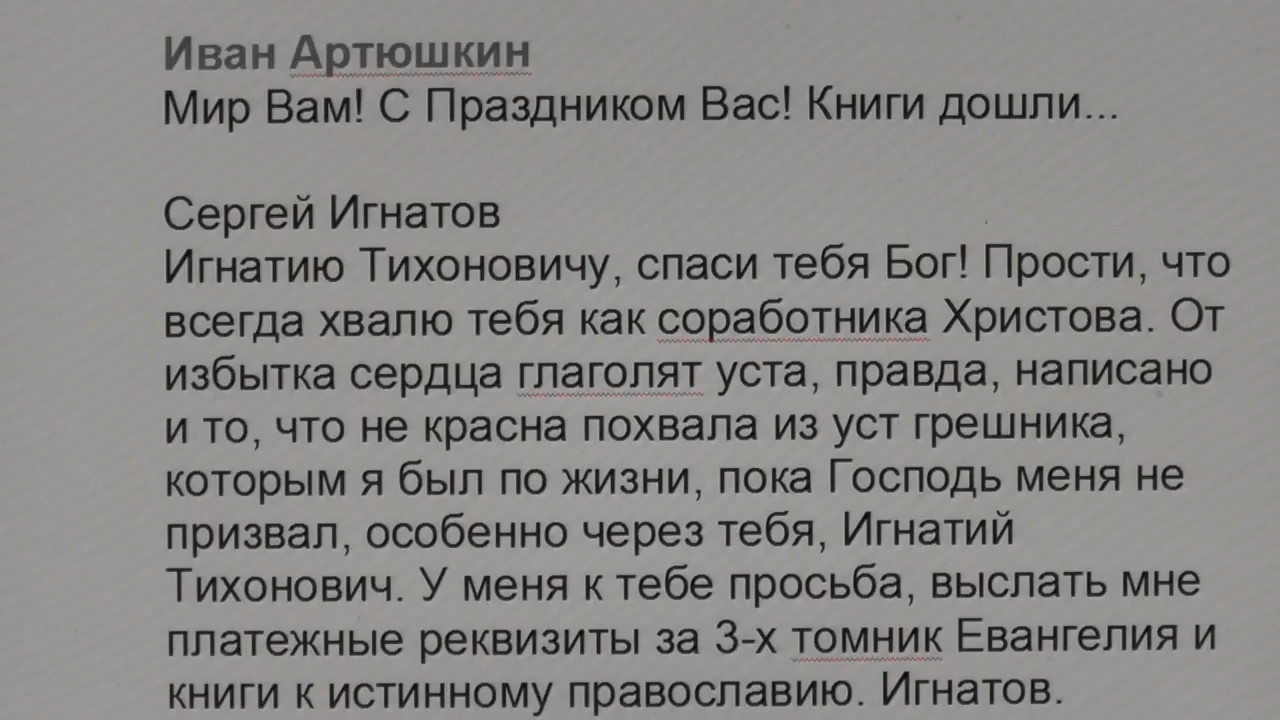 Иван Артюшкин
Мир Вам! С Праздником Вас! Книги дошли...
Сергей Игнатов
Игнатию Тихоновичу, спаси тебя Бог! Прости, что
всегда хвалю тебя как соработника Христова. От
избытка сердца глаголят уста, правда, написано
и то, что не красна похвала из уст грешника,
которым я был по жизни, пока Господь меня не
призвал, особенно через тебя, Игнатий
Тихонович. У меня к тебе просьба, выслать мне
платежные реквизиты за 3-х томник Евангелия и
книги к истинному православию. Игнатов.